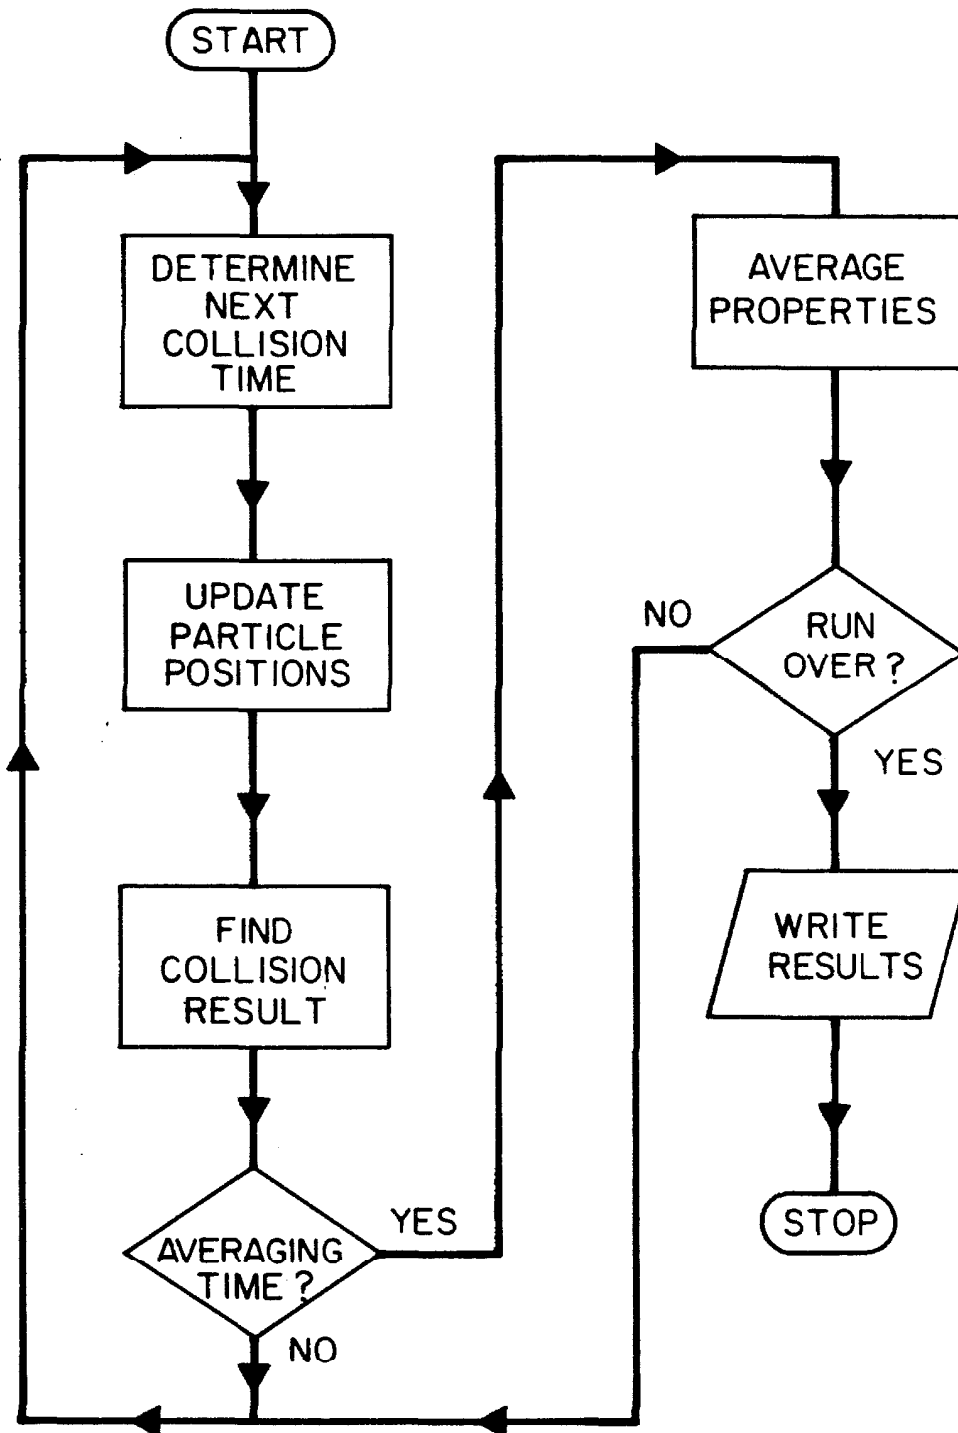 START
DETERMINE
NEXT
COLLISION
TIME
UPDATE
PARTICLE
POSITIONS
FIND
COLLISION
RESULT
AVERAGING
TIME?
YES
NO
AVERAGE
PROPERTIES
RUN
OVER?
NO
YES
WRITE
RESULTS
STOP